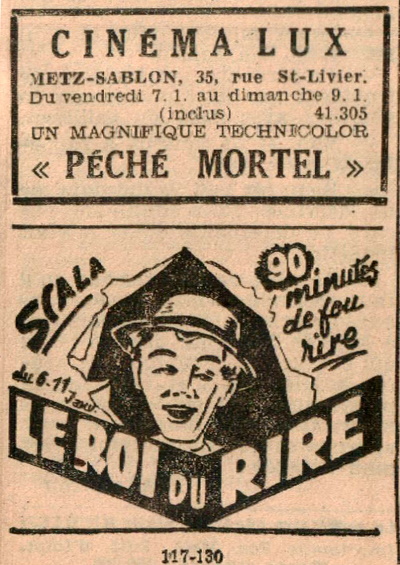 CINÉMA LUX
METZ-SABLON, 35, rue St-Livier.
Du vendredi 7. 1. au dimanche 9. 1.
(inclus) 41.305
UN MAGNIFIQUE TECHNICOLOR
« PÉCHÉ MORTEL »
SCALA
90
minutes
de fou
rire
du 6.-11 Janv.
LE ROI DU RIRE
117-130